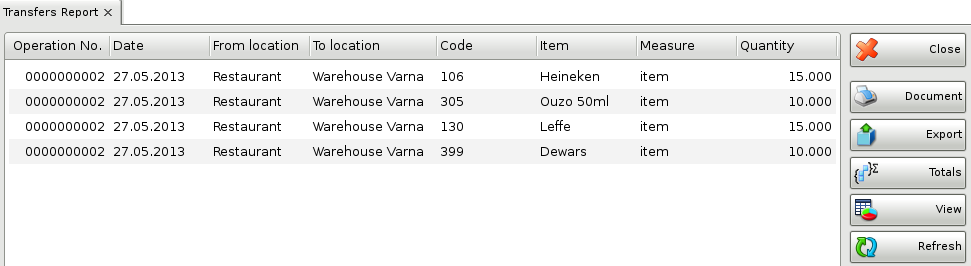 Transfers Report
Operation No. Date From location To location Code Item Measure Quantity
0000000002 27.05.2013 Restaurant Warehouse Varna 106 Heineken item 15.000
0000000002 27.05.2013 Restaurant Warehouse Varna 305 Ouzo 50ml item 10.000
0000000002 27.05.2013 Restaurant Warehouse Varna 130 Leffe item 15.000
0000000002 27.05.2013 Restaurant Warehouse Varna 399 Dewars item 10.000
Close
Document
Export
Totals
View
Refresh